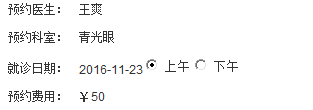 预约医生： 王爽
预约科室： 青光眼
就诊日期： 2016-11-23 上午 下午
预约费用： ￥50